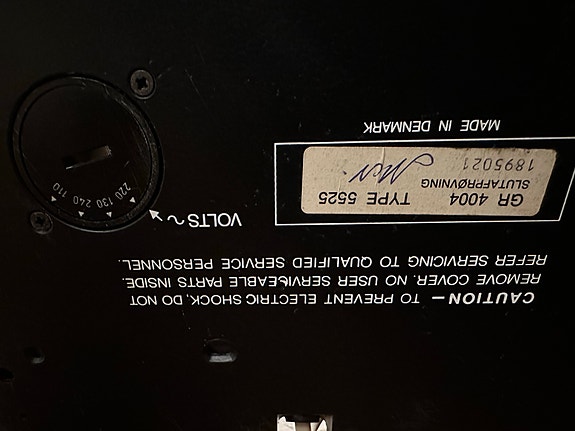 CAUTION — TO PREVENT ELECTRIC SHOCK, DO NOT
REMOVE COVER. NO USER SERVICEABLE PARTS INSIDE.
REFER SERVICING TO QUALIFIED SERVICE PERSONNEL.
GR 4004 TYPE 5525
SLUTAFPRØVNING
1895021
MADE IN DENMARK
VOLTS ~
220 130 240 110